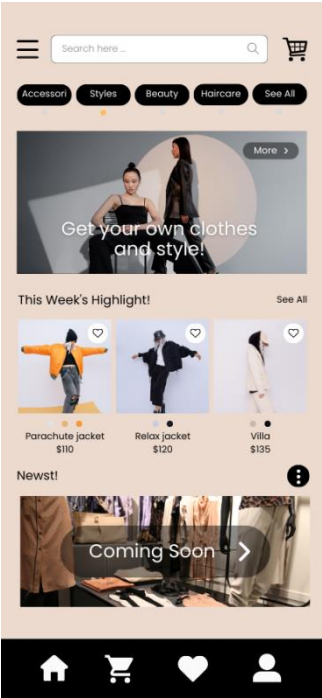 Search here ...
Accessori Styles Beauty Haircare See All
More >
Get your own clothes
and style!
This Week's Highlight! See All
Parachute jacket Relax jacket Villa
$110 $120 $135
Newst!
Coming Soon